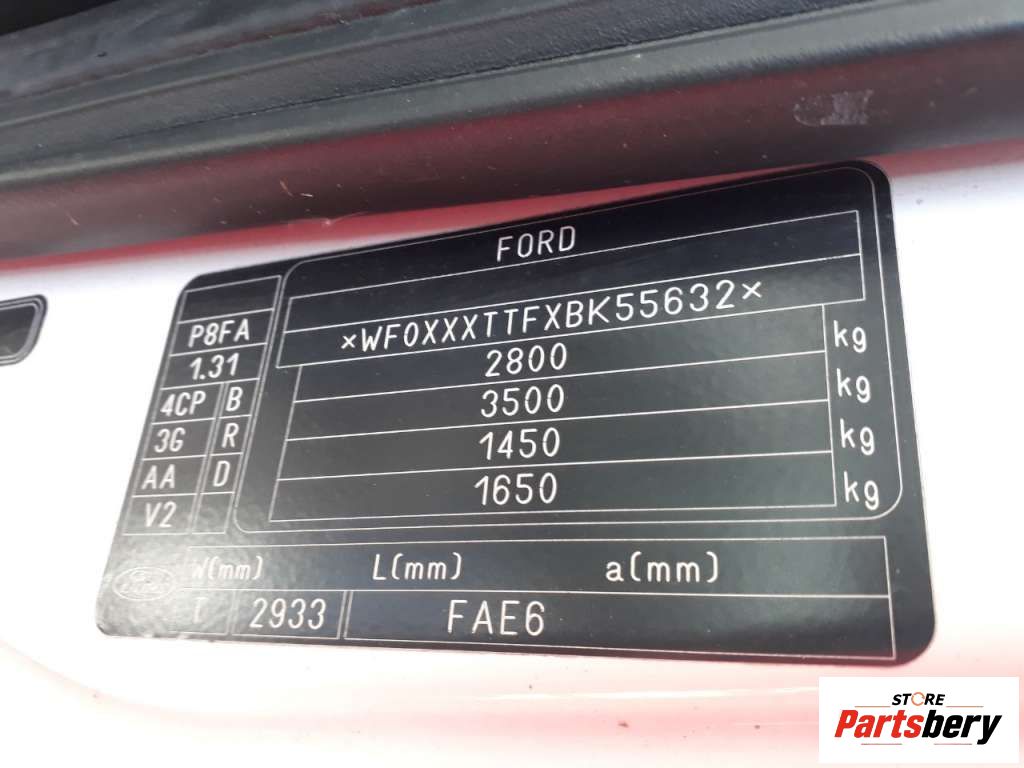 FORD
×WF0XXXTTFXBK55632×
P8FA 2800 kg
1.31 3500 kg
4CP B 1450 kg
3G R 1650 kg
AA D
V2
Ford W(mm) L(mm) a(mm)
T 2933 FAE6
STORE
Partsbery